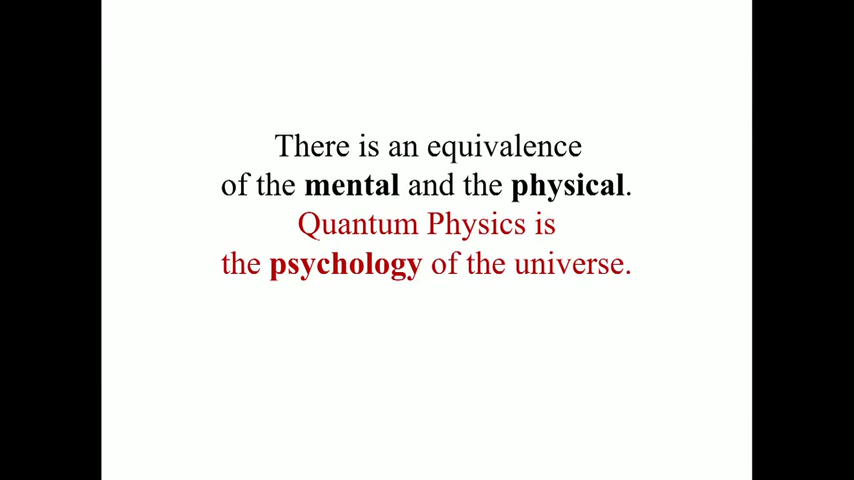 There is an equivalence
of the mental and the physical.
Quantum Physics is
the psychology of the universe.